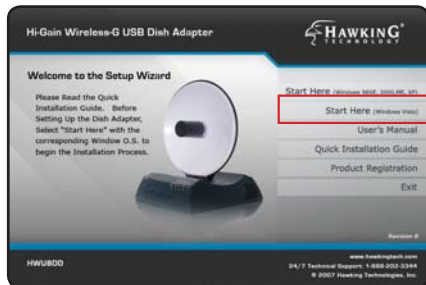 Hi-Gain Wireless-G USB Dish Adapter
HAWKING
TECHNOLOGY
Welcome to the Setup Wizard
Please Read the Quick
Installation Guide. Before
Setting Up the Dish Adapter,
Select "Start Here" with the
corresponding Window O.S. to
begin the Installation Process.
Start Here (Windows 98SE, 2000, ME, XP)
Start Here (Windows Vista)
User's Manual
Quick Installation Guide
Product Registration
Exit
Revision B
HWU8DD
www.hawkingtech.com
24/7 Technical Support: 1-888-202-3344
© 2007 Hawking Technologies, Inc.